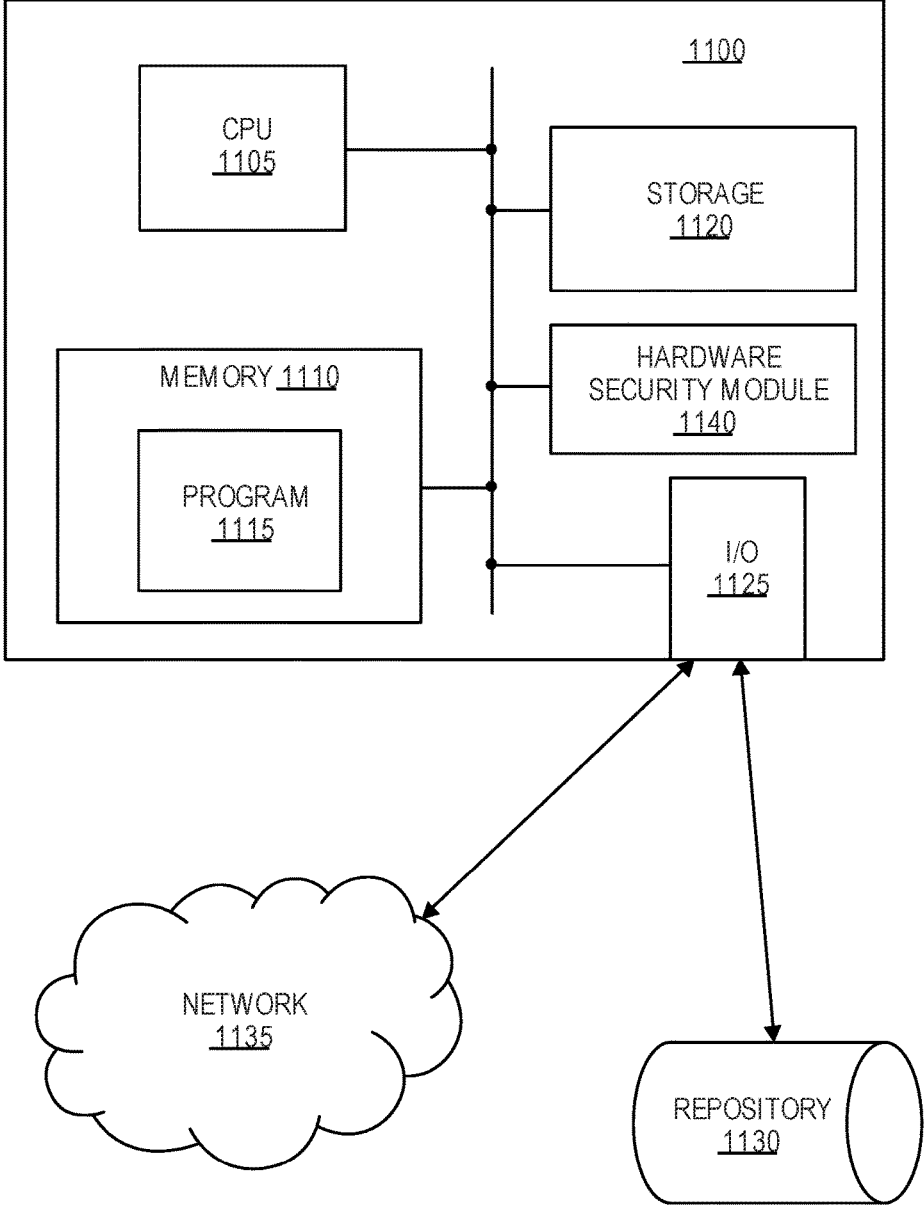 1100
CPU
1105
STORAGE
1120
HARDWARE
SECURITY MODULE
1140
MEMORY 1110
PROGRAM
1115
I/O
1125
NETWORK
1135
REPOSITORY
1130